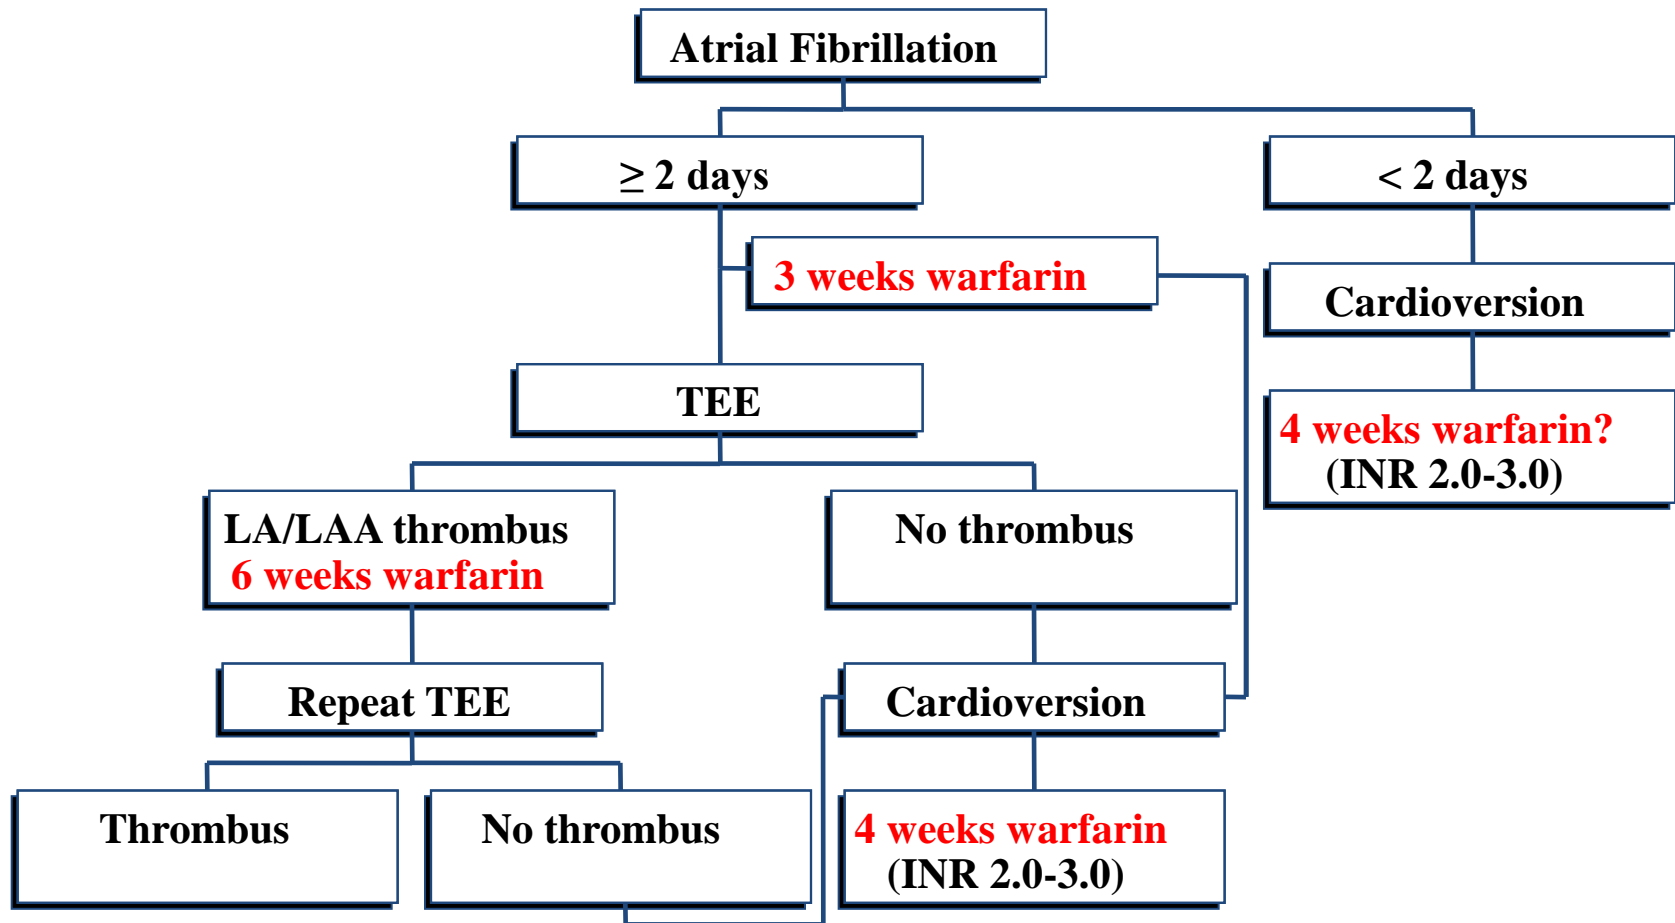 Atrial Fibrillation
≥ 2 days
< 2 days
3 weeks warfarin
Cardioversion
TEE
4 weeks warfarin?
(INR 2.0-3.0)
LA/LAA thrombus
6 weeks warfarin
No thrombus
Repeat TEE
Cardioversion
Thrombus
No thrombus
4 weeks warfarin
(INR 2.0-3.0)